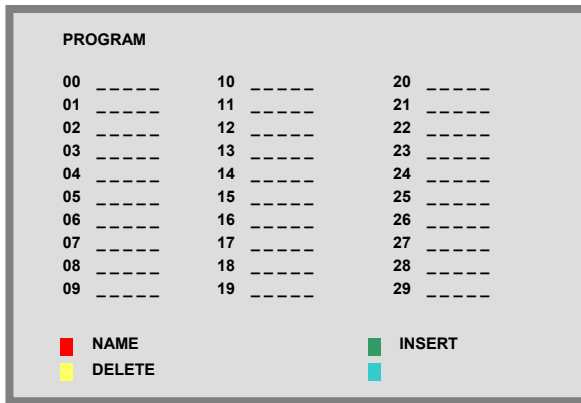 PROGRAM
00 _ _ _ _ _ 10 _ _ _ _ _ 20 _ _ _ _ _
01 _ _ _ _ _ 11 _ _ _ _ _ 21 _ _ _ _ _
02 _ _ _ _ _ 12 _ _ _ _ _ 22 _ _ _ _ _
03 _ _ _ _ _ 13 _ _ _ _ _ 23 _ _ _ _ _
04 _ _ _ _ _ 14 _ _ _ _ _ 24 _ _ _ _ _
05 _ _ _ _ _ 15 _ _ _ _ _ 25 _ _ _ _ _
06 _ _ _ _ _ 16 _ _ _ _ _ 26 _ _ _ _ _
07 _ _ _ _ _ 17 _ _ _ _ _ 27 _ _ _ _ _
08 _ _ _ _ _ 18 _ _ _ _ _ 28 _ _ _ _ _
09 _ _ _ _ _ 19 _ _ _ _ _ 29 _ _ _ _ _
NAME INSERT
DELETE